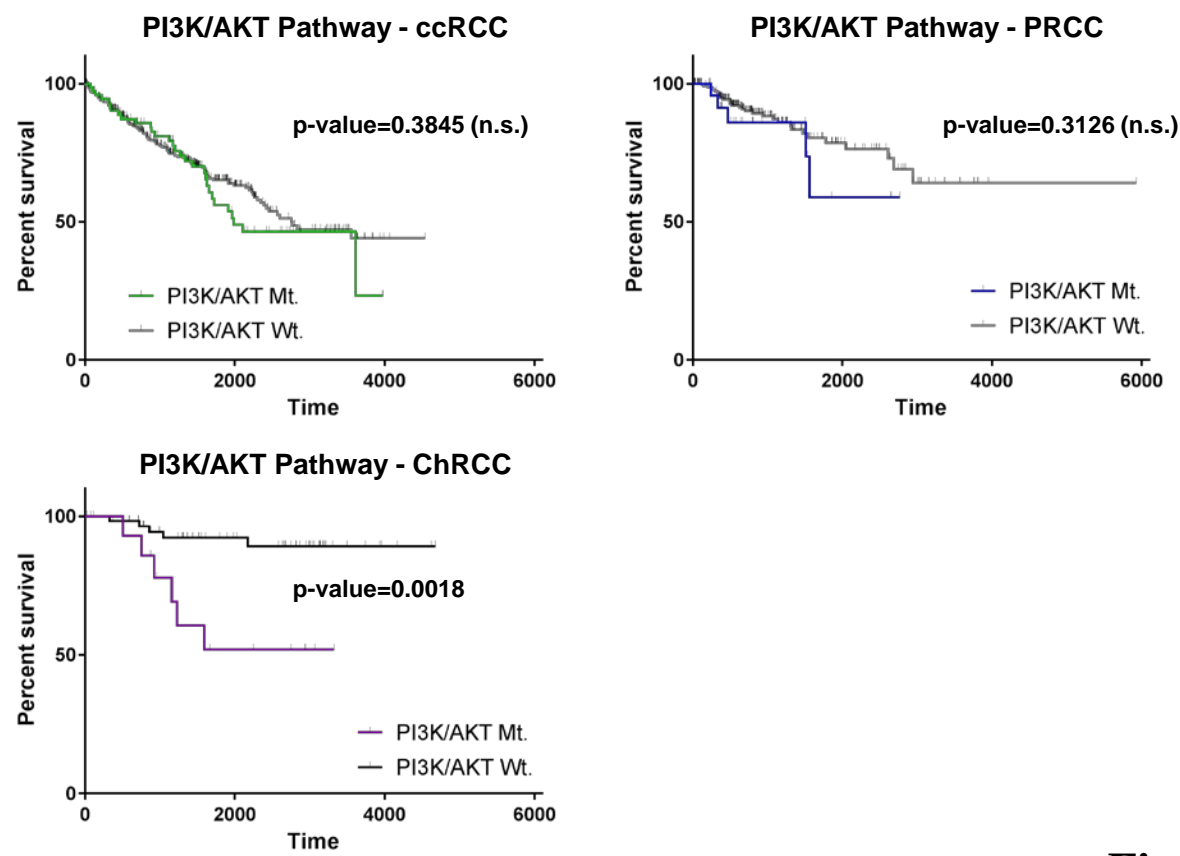 PI3K/AKT Pathway - ccRCC
Percent survival
100
50
0
p-value=0.3845 (n.s.)
PI3K/AKT Mt.
PI3K/AKT Wt.
0 2000 4000 6000
Time
PI3K/AKT Pathway - PRCC
Percent survival
100
50
0
p-value=0.3126 (n.s.)
PI3K/AKT Mt.
PI3K/AKT Wt.
0 2000 4000 6000
Time
PI3K/AKT Pathway - ChRCC
Percent survival
100
50
0
p-value=0.0018
PI3K/AKT Mt.
PI3K/AKT Wt.
0 2000 4000 6000
Time